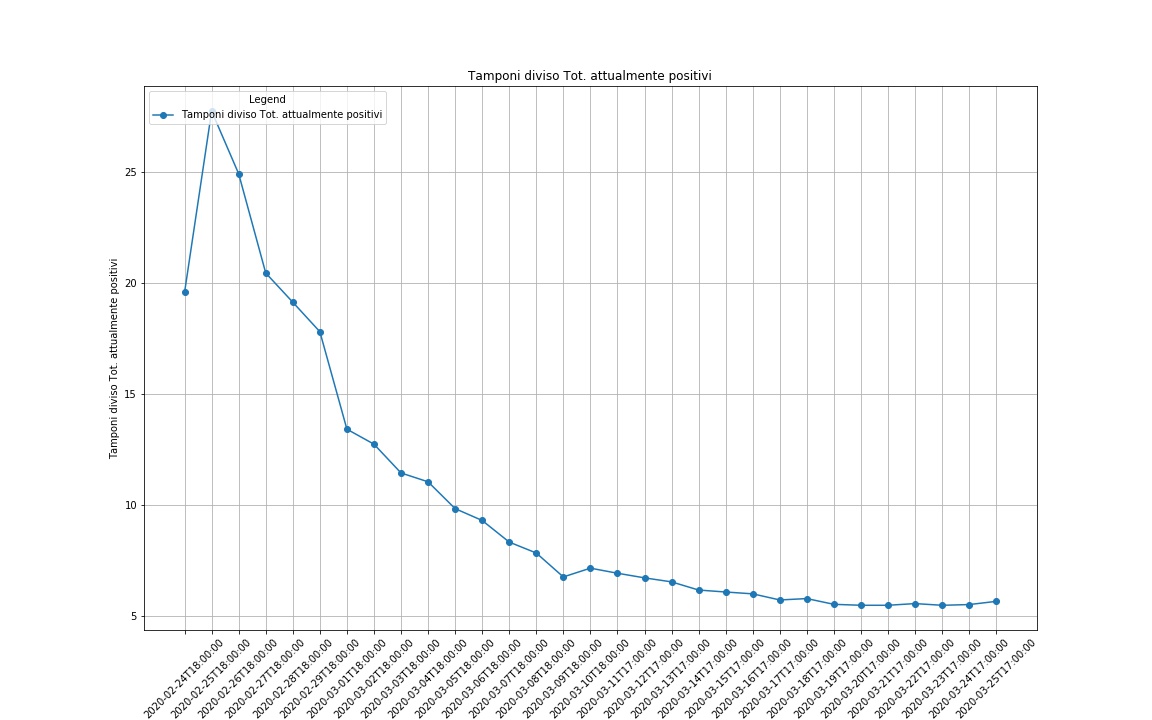 Tamponi diviso Tot. attualmente positivi
Legend
Tamponi diviso Tot. attualmente positivi
Tamponi diviso Tot. attualmente positivi
25
20
15
10
5
2020-02-24T18:00:00
2020-02-25T18:00:00
2020-02-26T18:00:00
2020-02-27T18:00:00
2020-02-28T18:00:00
2020-02-29T18:00:00
2020-03-01T18:00:00
2020-03-02T18:00:00
2020-03-03T18:00:00
2020-03-04T18:00:00
2020-03-05T18:00:00
2020-03-06T18:00:00
2020-03-07T18:00:00
2020-03-08T18:00:00
2020-03-09T18:00:00
2020-03-10T18:00:00
2020-03-11T17:00:00
2020-03-12T17:00:00
2020-03-13T17:00:00
2020-03-14T17:00:00
2020-03-15T17:00:00
2020-03-16T17:00:00
2020-03-17T17:00:00
2020-03-18T17:00:00
2020-03-19T17:00:00
2020-03-20T17:00:00
2020-03-21T17:00:00
2020-03-22T17:00:00
2020-03-23T17:00:00
2020-03-24T17:00:00
2020-03-25T17:00:00